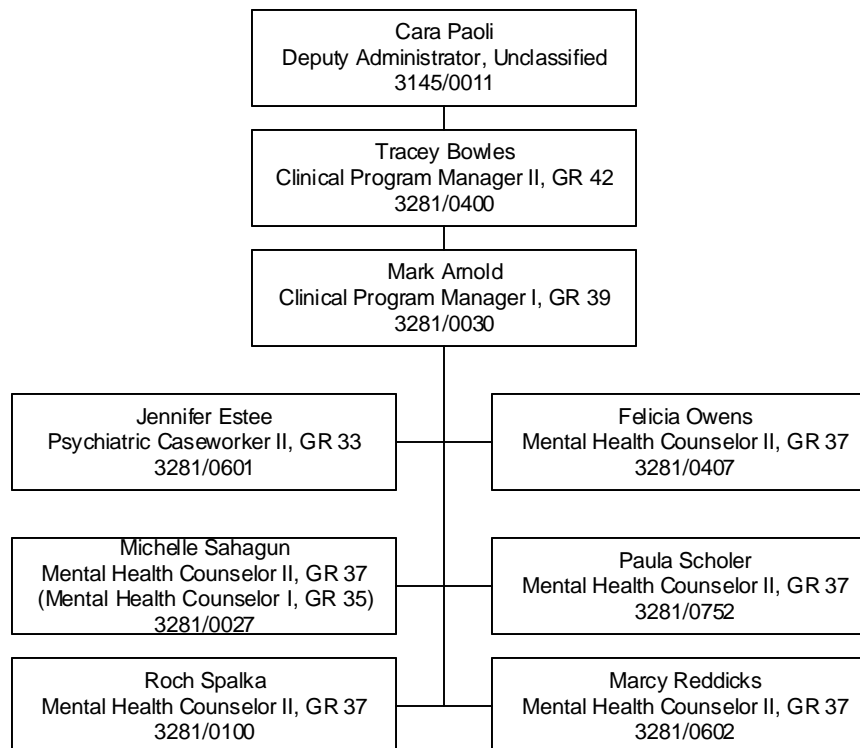 Cara Paoli
Deputy Administrator, Unclassified
3145/0011
Tracey Bowles
Clinical Program Manager II, GR 42
3281/0400
Mark Arnold
Clinical Program Manager I, GR 39
3281/0030
Jennifer Estee
Psychiatric Caseworker II, GR 33
3281/0601
Felicia Owens
Mental Health Counselor II, GR 37
3281/0407
Michelle Sahagun
Mental Health Counselor II, GR 37
(Mental Health Counselor I, GR 35)
3281/0027
Paula Scholer
Mental Health Counselor II, GR 37
3281/0752
Roch Spalka
Mental Health Counselor II, GR 37
3281/0100
Marcy Reddicks
Mental Health Counselor II, GR 37
3281/0602